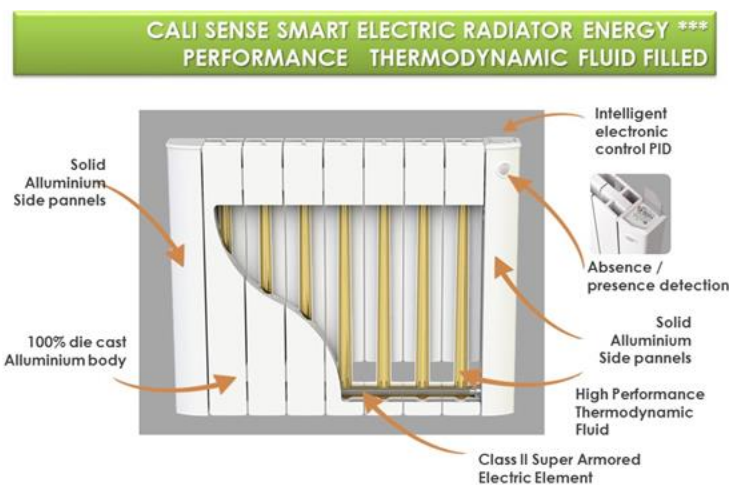 CALI SENSE SMART ELECTRIC RADIATOR ENERGY ***
PERFORMANCE THERMODYNAMIC FLUID FILLED
Intelligent
electronic
control PID
Solid
Alluminium
Side pannels
Absence /
presence detection
100% die cast
Alluminium body
Solid
Alluminium
Side pannels
High Performance
Thermodynamic
Fluid
Class II Super Armored
Electric Element